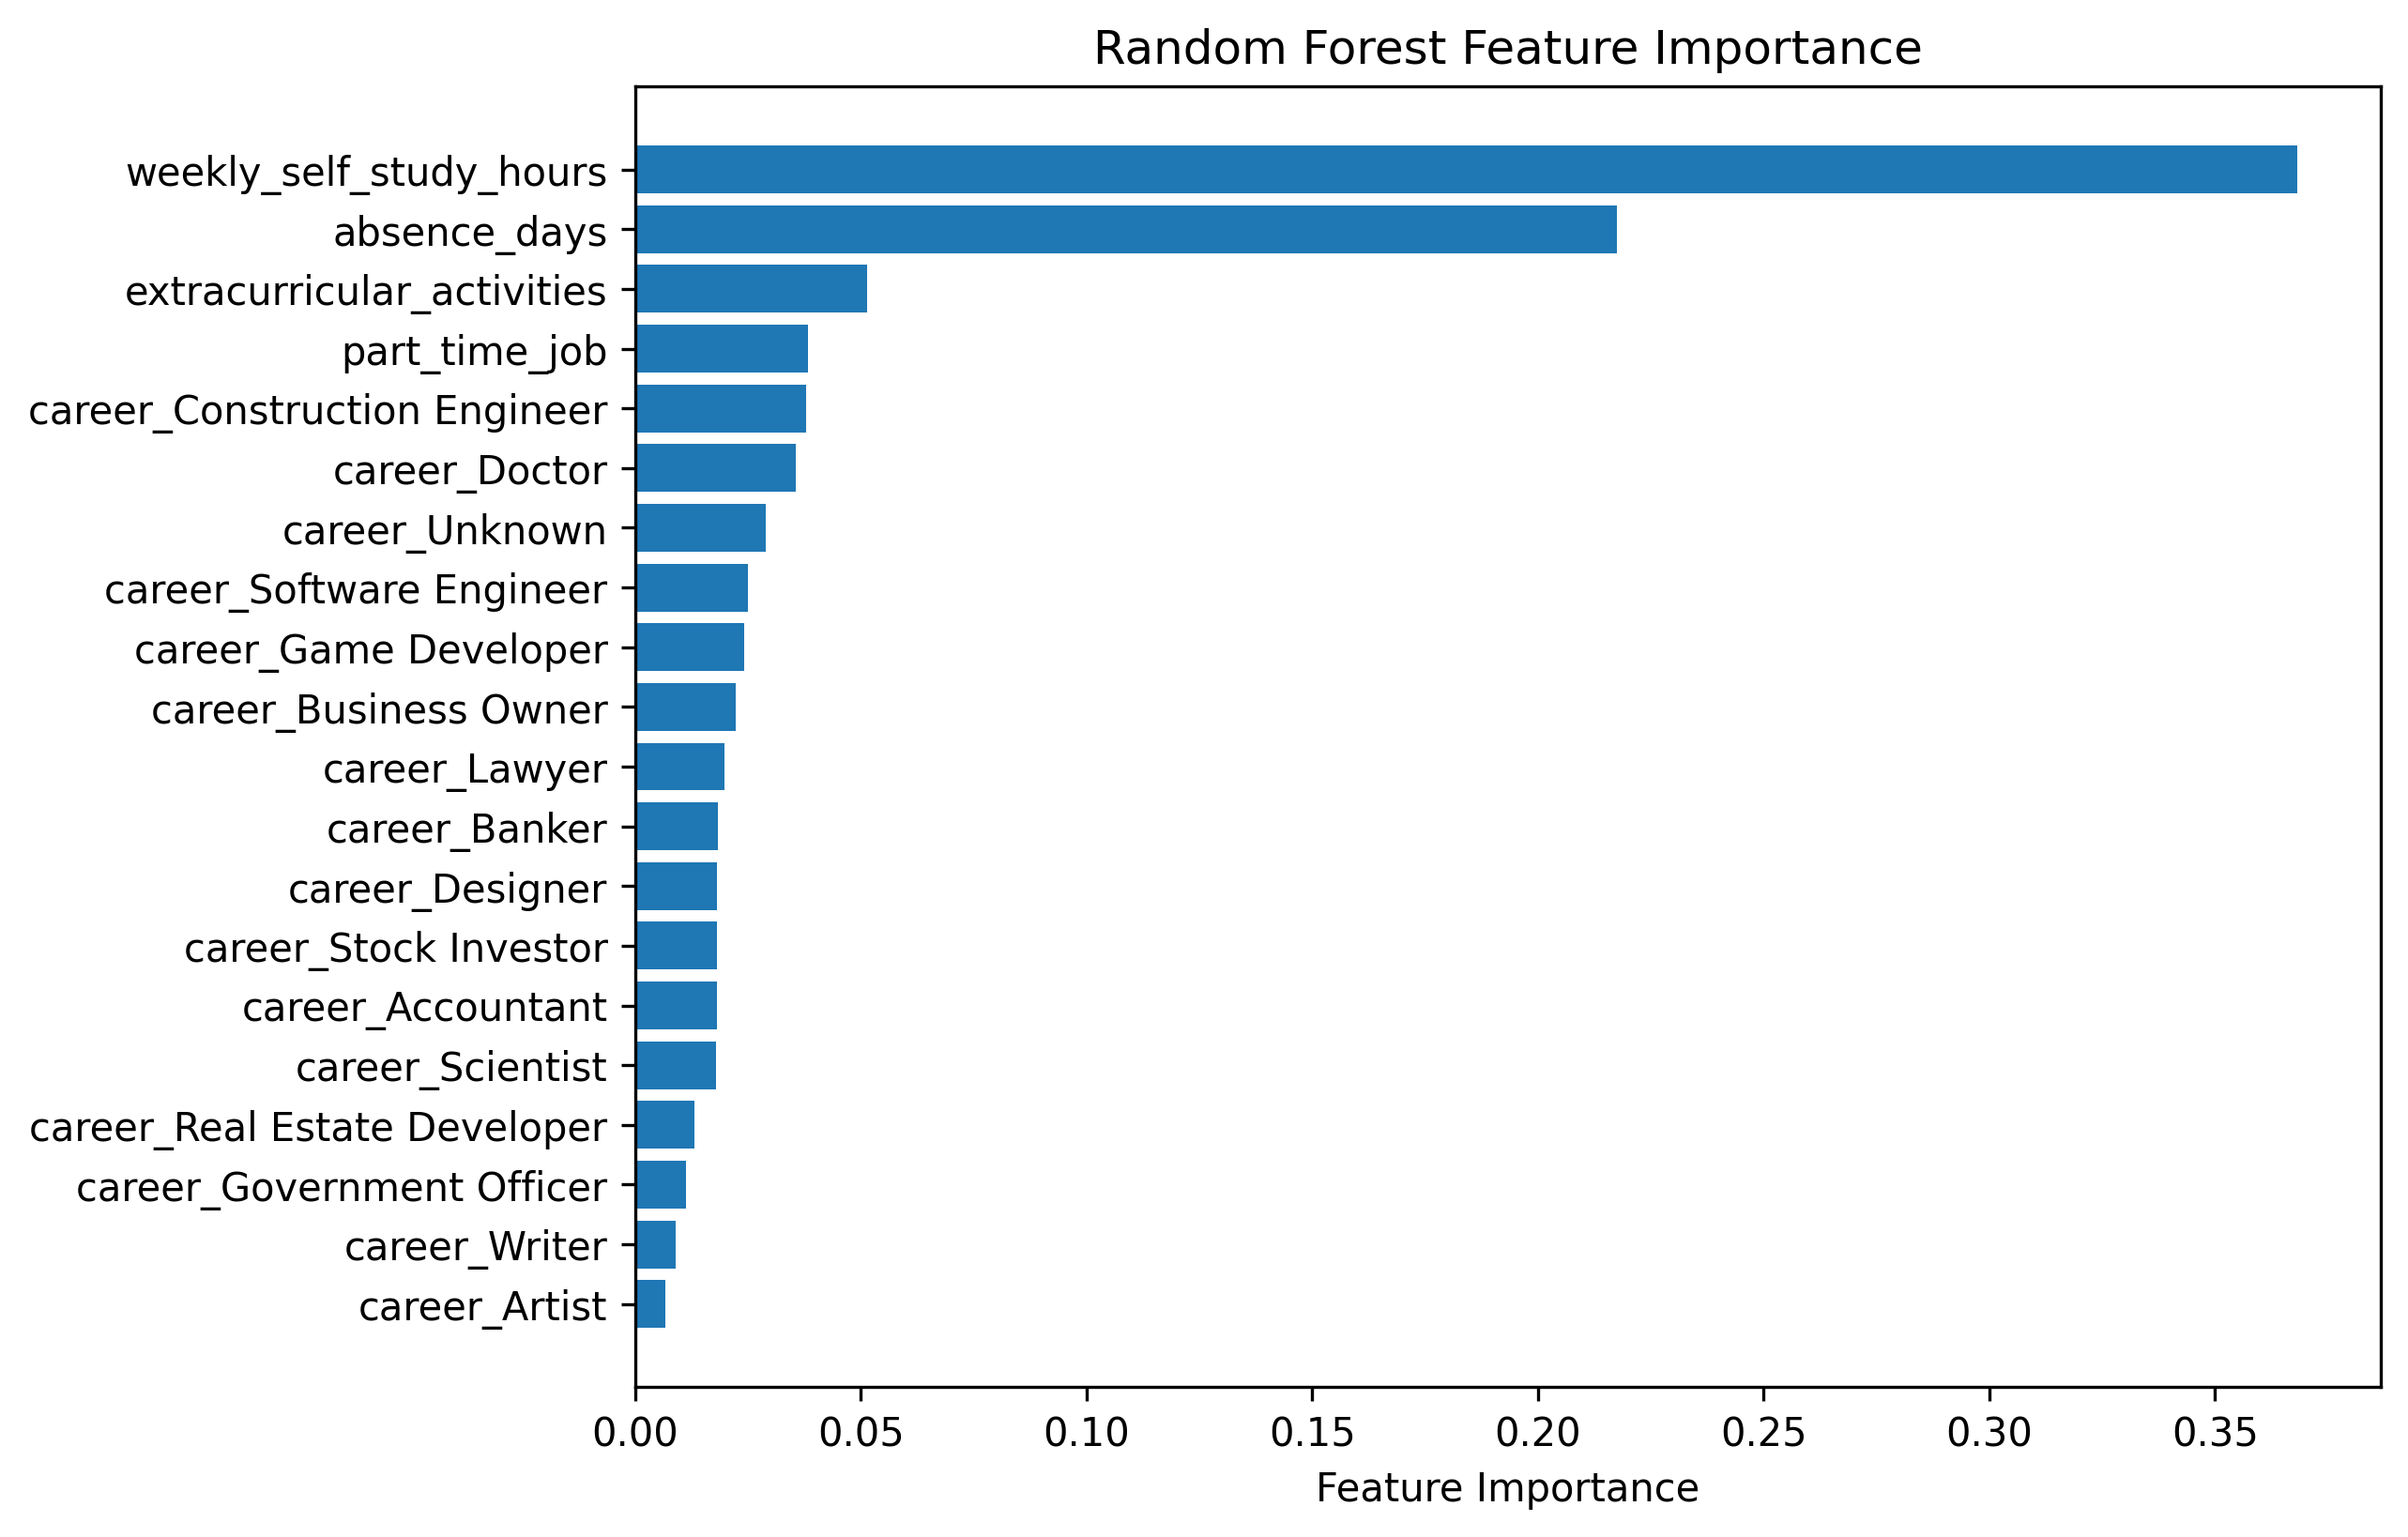 Random Forest Feature Importance
weekly_self_study_hours
absence_days
extracurricular_activities
part_time_job
career_Construction Engineer
career_Doctor
career_Unknown
career_Software Engineer
career_Game Developer
career_Business Owner
career_Lawyer
career_Banker
career_Designer
career_Stock Investor
career_Accountant
career_Scientist
career_Real Estate Developer
career_Government Officer
career_Writer
career_Artist
0.00 0.05 0.10 0.15 0.20 0.25 0.30 0.35
Feature Importance